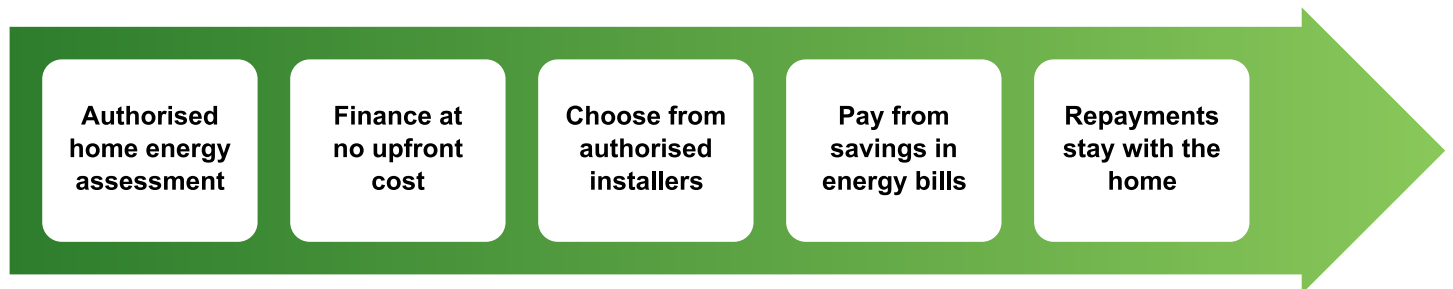 Authorised
home energy
assessment
Finance at
no upfront
cost
Choose from
authorised
installers
Pay from
savings in
energy bills
Repayments
stay with the
home